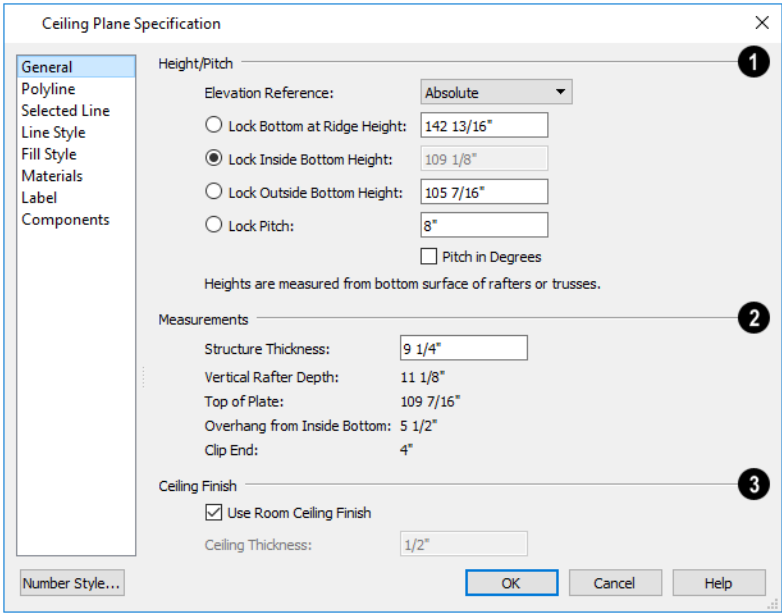 Ceiling Plane Specification
General
Polyline
Selected Line
Line Style
Fill Style
Materials
Label
Components
Height/Pitch
1
Elevation Reference: Absolute
Lock Bottom at Ridge Height: 142 13/16"
Lock Inside Bottom Height: 109 1/8"
Lock Outside Bottom Height: 105 7/16"
Lock Pitch: 8"
Pitch in Degrees
Heights are measured from bottom surface of rafters or trusses.
Measurements
2
Structure Thickness: 9 1/4"
Vertical Rafter Depth: 11 1/8"
Top of Plate: 109 7/16"
Overhang from Inside Bottom: 5 1/2"
Clip End: 4"
Ceiling Finish
3
Use Room Ceiling Finish
Ceiling Thickness: 1/2"
Number Style... OK Cancel Help